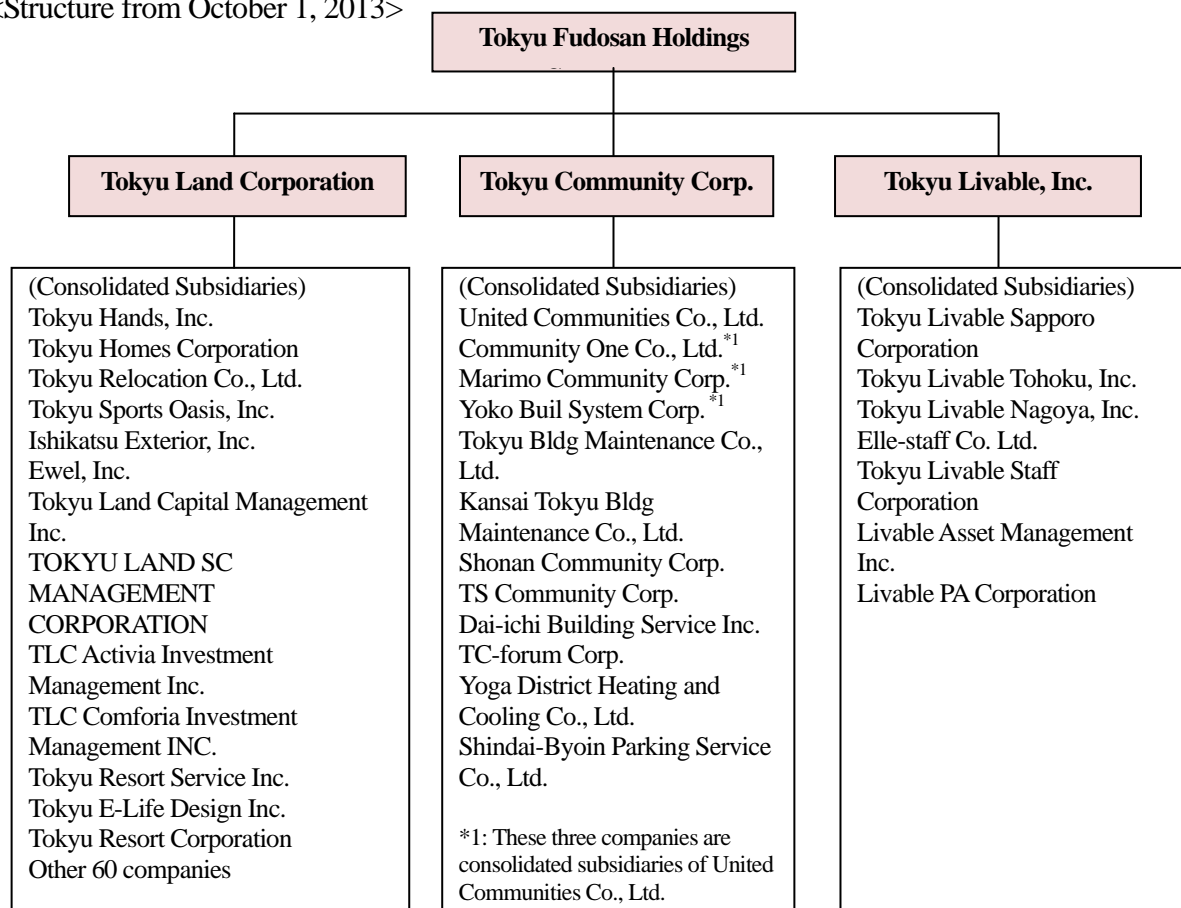 <Structure from October 1, 2013>
Tokyu Fudosan Holdings
Tokyu Land Corporation
Tokyu Community Corp.
Tokyu Livable, Inc.
(Consolidated Subsidiaries)
Tokyu Hands, Inc.
Tokyu Homes Corporation
Tokyu Relocation Co., Ltd.
Tokyu Sports Oasis, Inc.
Ishikatsu Exterior, Inc.
Ewel, Inc.
Tokyu Land Capital Management
Inc.
TOKYU LAND SC
MANAGEMENT
CORPORATION
TLC Activia Investment
Management Inc.
TLC Comforia Investment
Management INC.
Tokyu Resort Service Inc.
Tokyu E-Life Design Inc.
Tokyu Resort Corporation
Other 60 companies
(Consolidated Subsidiaries)
United Communities Co., Ltd.
Community One Co., Ltd.*1
Marimo Community Corp.*1
Yoko Buil System Corp.*1
Tokyu Bldg Maintenance Co.,
Ltd.
Kansai Tokyu Bldg
Maintenance Co., Ltd.
Shonan Community Corp.
TS Community Corp.
Dai-ichi Building Service Inc.
TC-forum Corp.
Yoga District Heating and
Cooling Co., Ltd.
Shindai-Byoin Parking Service
Co., Ltd.
*1: These three companies are
consolidated subsidiaries of United
Communities Co., Ltd.
(Consolidated Subsidiaries)
Tokyu Livable Sapporo
Corporation
Tokyu Livable Tohoku, Inc.
Tokyu Livable Nagoya, Inc.
Elle-staff Co. Ltd.
Tokyu Livable Staff
Corporation
Livable Asset Management
Inc.
Livable PA Corporation